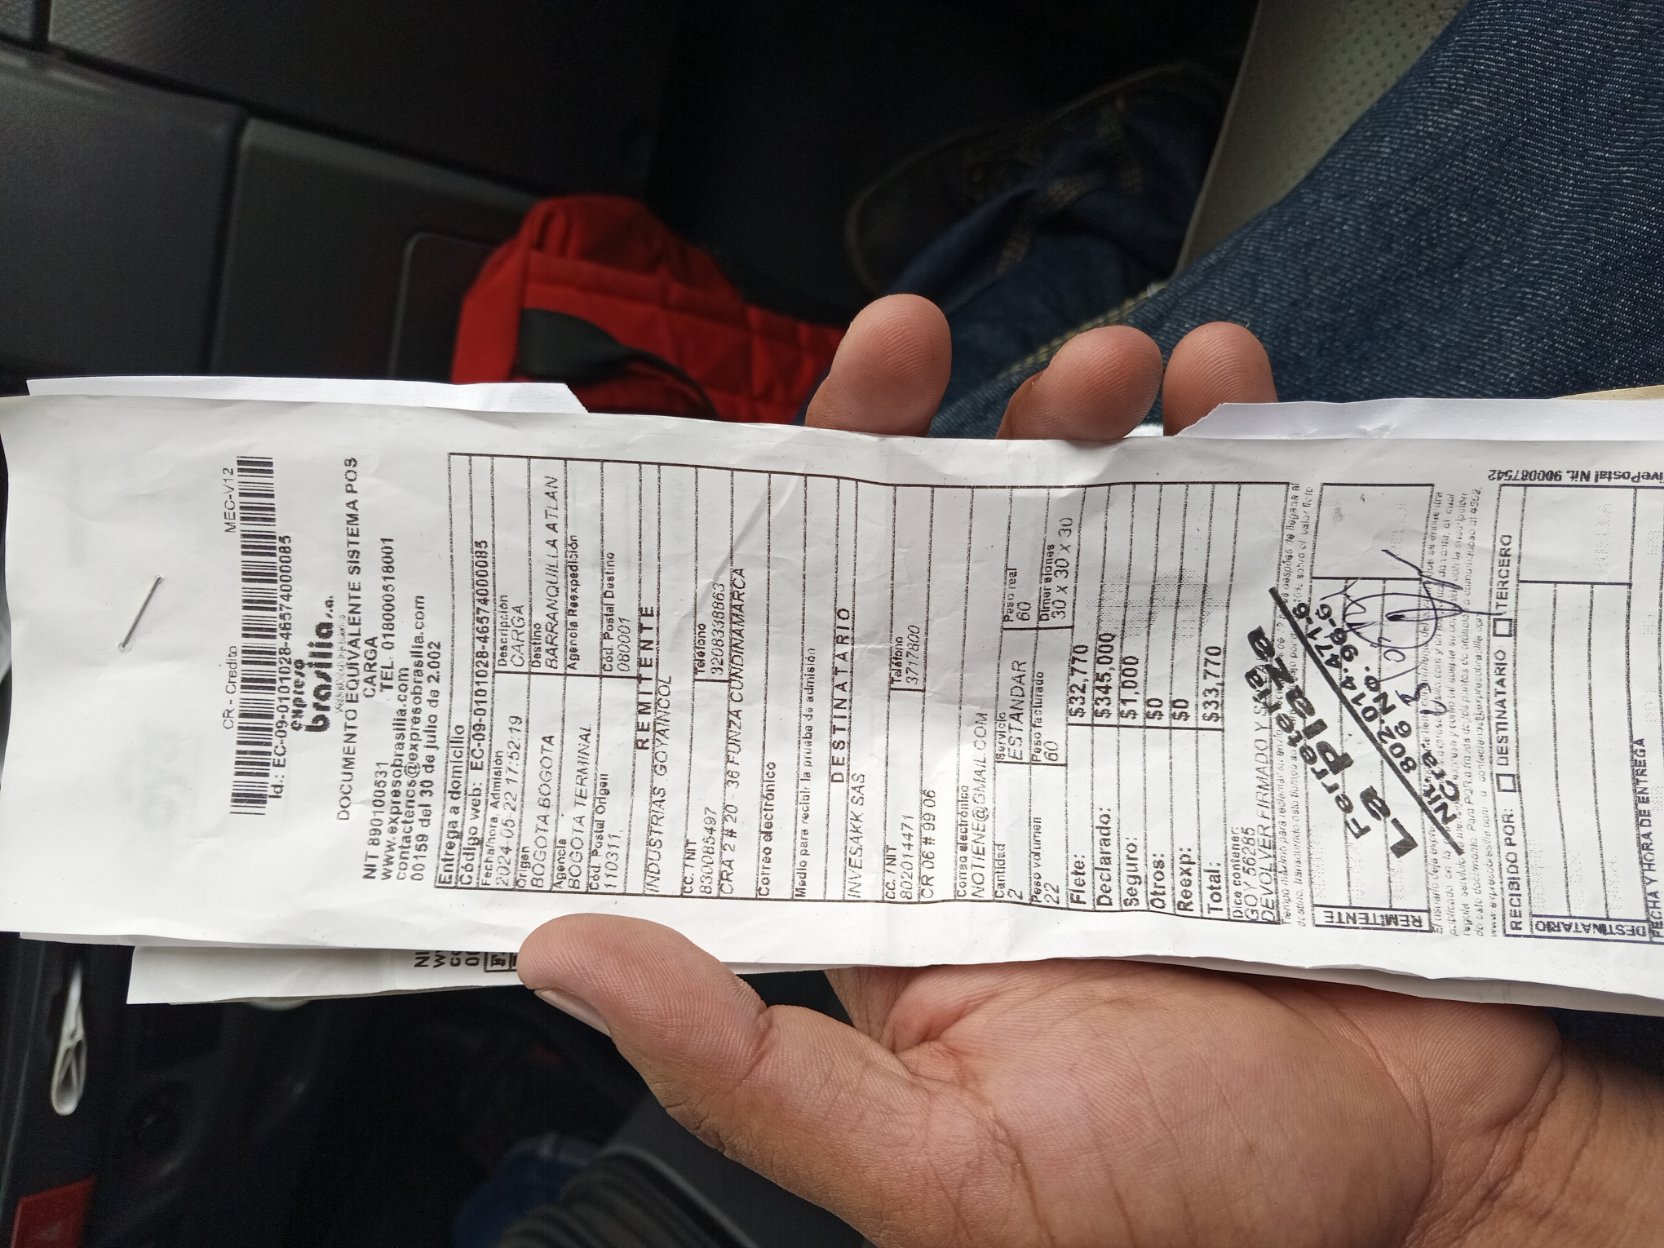 CR - Credito MEC-V12
Id.: EC-09-0101028-46574000085
expreso
brasilia s.a.
DOCUMENTO EQUIVALENTE SISTEMA POS
CARGA
NIT 890100531 TEL. 018000518001
www.expresobrasilia.com
contactenos@expresobrasilia.com
00159 del 30 de julio de 2.002
Entrega a domicilio
Código web: EC-09-0101028-46574000085
Fecha/hora Admisión Descripción
2024-05-22 17:52:19 CARGA
Origen Destino
BOGOTA BOGOTA BARRANQUILLA ATLAN
Agencia Agencia Reexpedición
BOGOTA TERMINAL
Cód. Postal Origen Cód. Postal Destino
110311, 080001
REMITENTE
INDUSTRIAS GOYAINCOL
CC. / NIT Teléfono
830085497 3208338863
CRA 2 # 20 36 FUNZA CUNDINAMARCA
Correo electrónico
Medio para recibir la prueba de admisión
DESTINATARIO
INVESAKK SAS
CC. / NIT Teléfono
802014471 3717800
CR 06 # 99 06
Correo electrónico
NOTIENE@GMAIL.COM
Cantidad Servicio Peso real
2 ESTANDAR 60
Peso volumen Peso facturado Dimensiones
22 60 30 X 30 X 30
Flete: $32,770
Declarado: $345,000
Seguro: $1,000
Otros: $0
Reexp: $0
Total: $33,770
Dice contener:
GOY 56285
DEVOLVER FIRMADO Y
Ferretería
La Plaza
Nit. 802.014.471-6
REMITENTE
RECIBIDO POR: DESTINATARIO TERCERO
DESTINATARIO
FECHA Y HORA DE ENTREGA
ivePostal Nit. 900087542